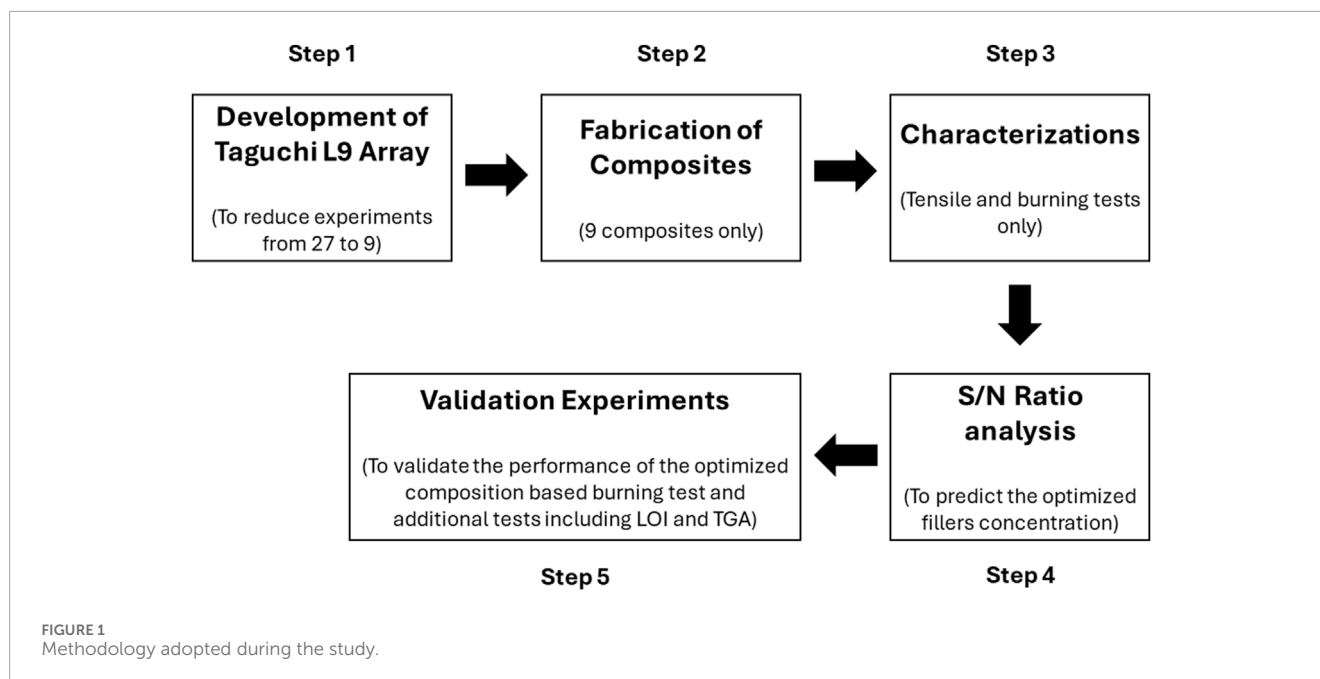 Step 1
Development of
Taguchi L9 Array
(To reduce experiments
from 27 to 9)
Step 2
Fabrication of
Composites
(9 composites only)
Step 3
Characterizations
(Tensile and burning tests
only)
S/N Ratio
analysis
(To predict the optimized
fillers concentration)
Step 4
Validation Experiments
(To validate the performance of the optimized
composition based burning test and
additional tests including LOI and TGA)
Step 5
FIGURE 1
Methodology adopted during the study.